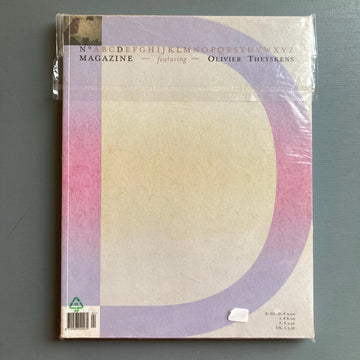 N°ABCDEFGHIJKLMNOPQRSTUVWXYZ
MAGAZINE — featuring — OLIVIER THEYSKENS
D